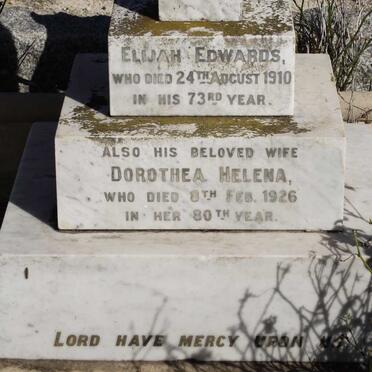 ELIJAH EDWARDS,
WHO DIED 24TH AUGUST 1910
IN HIS 73RD YEAR.
ALSO HIS BELOVED WIFE
DOROTHEA HELENA,
WHO DIED 8TH FEB. 1926
IN HER 80TH YEAR.
LORD HAVE MERCY UPON US